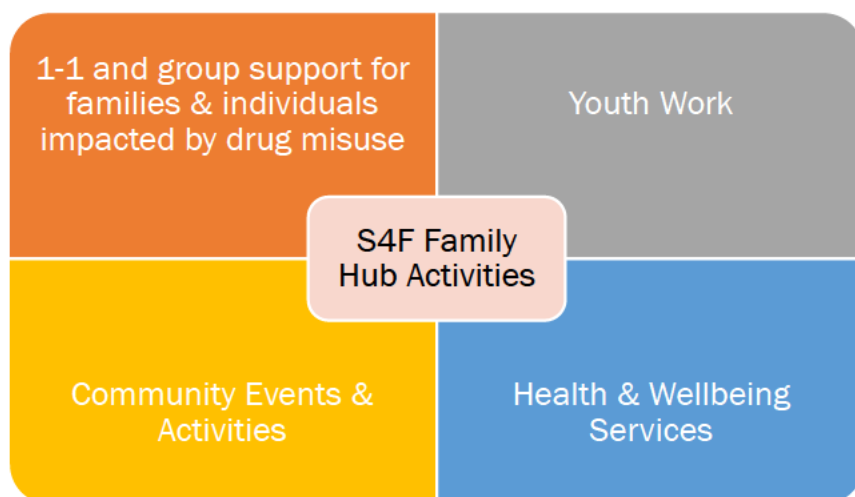 1-1 and group support for
families & individuals
impacted by drug misuse
Youth Work
S4F Family
Hub Activities
Community Events &
Activities
Health & Wellbeing
Services